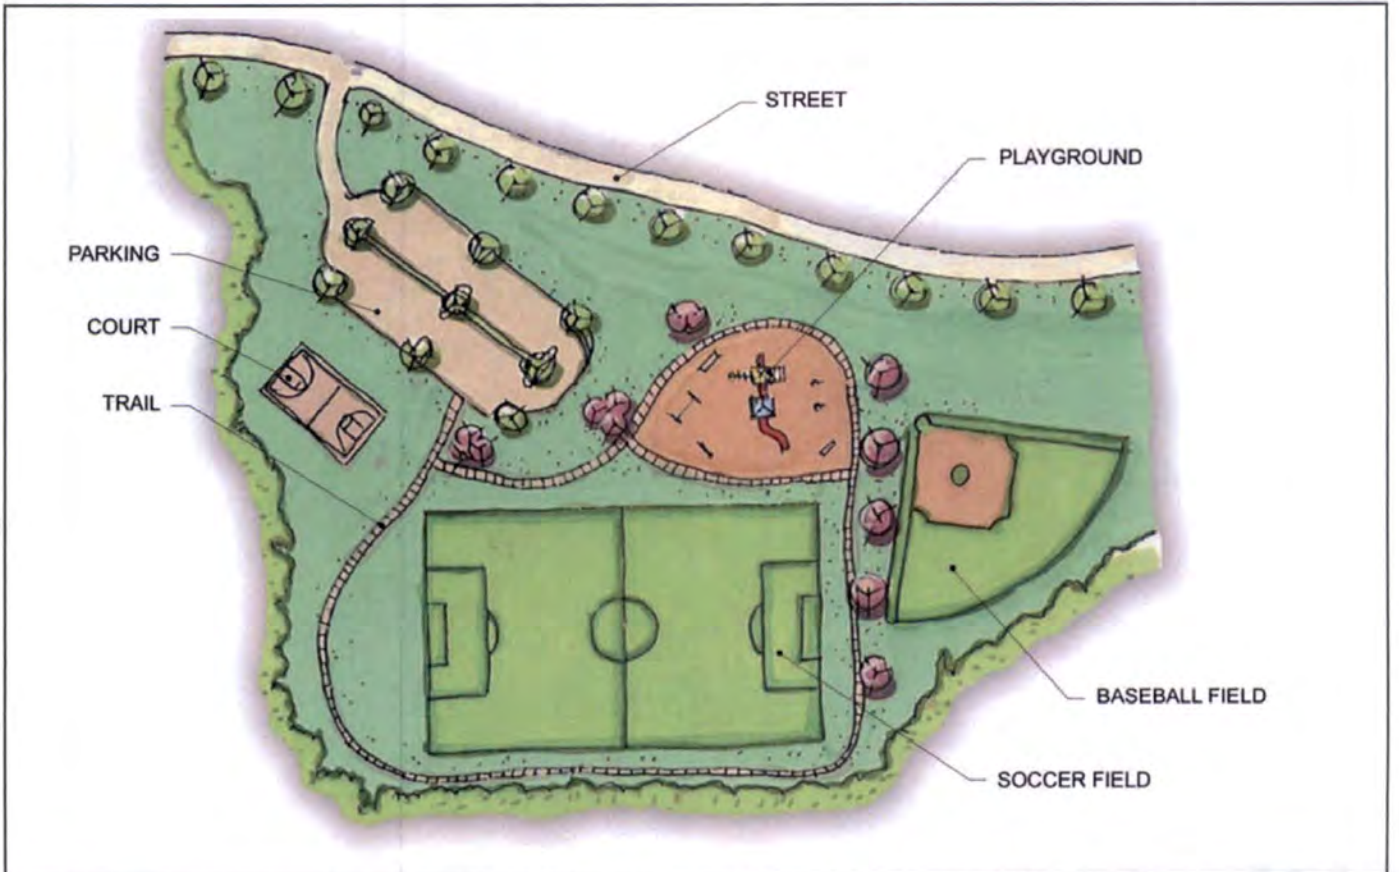 STREET
PLAYGROUND
PARKING
COURT
TRAIL
BASEBALL FIELD
SOCCER FIELD